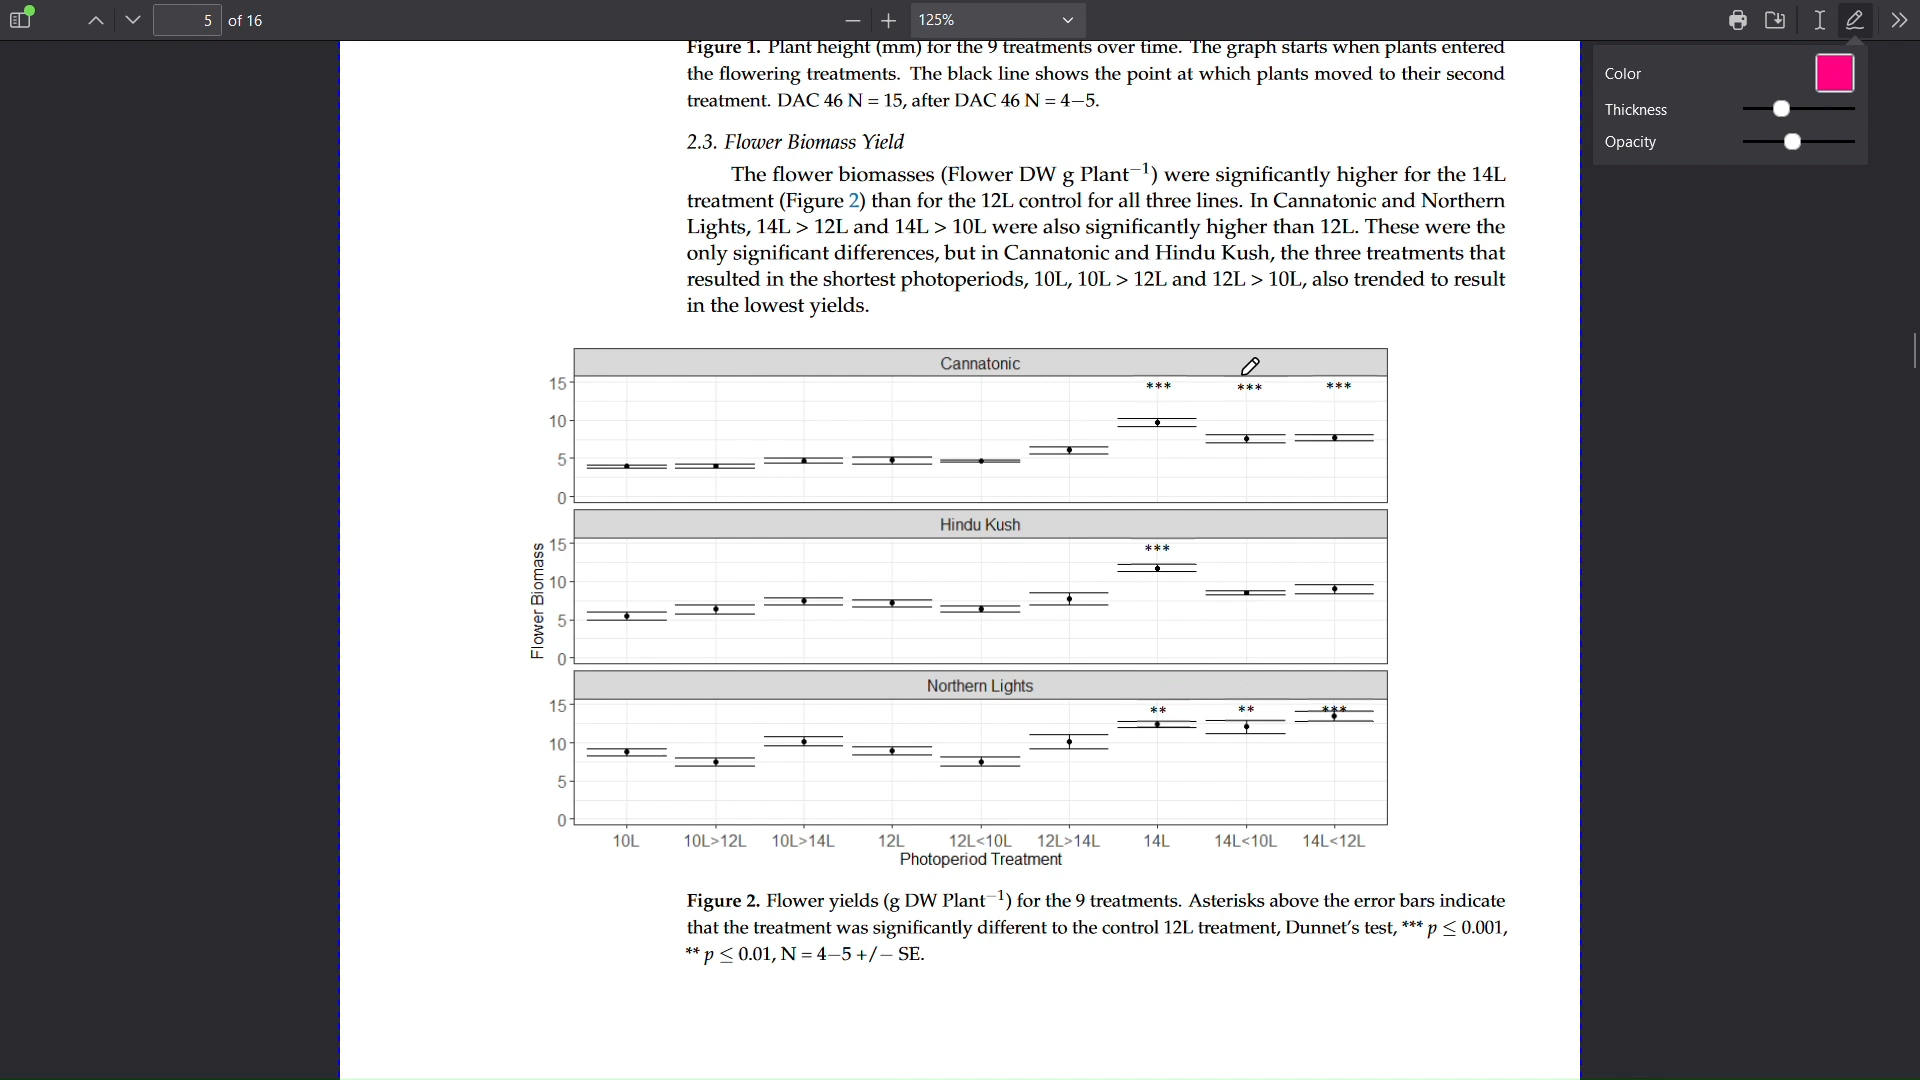 5 of 16
125%
Color
Thickness
Opacity
Figure 1. Plant height (mm) for the 9 treatments over time. The graph starts when plants entered
the flowering treatments. The black line shows the point at which plants moved to their second
treatment. DAC 46 N = 15, after DAC 46 N = 4–5.
2.3. Flower Biomass Yield
The flower biomasses (Flower DW g Plant−1) were significantly higher for the 14L
treatment (Figure 2) than for the 12L control for all three lines. In Cannatonic and Northern
Lights, 14L > 12L and 14L > 10L were also significantly higher than 12L. These were the
only significant differences, but in Cannatonic and Hindu Kush, the three treatments that
resulted in the shortest photoperiods, 10L, 10L > 12L and 12L > 10L, also trended to result
in the lowest yields.
Cannatonic
15 *** *** ***
10
5
0
Hindu Kush
15 ***
10
5
0
Flower Biomass
Northern Lights
15 ** ** ***
10
5
0
10L 10L>12L 10L>14L 12L 12L<10L 12L>14L 14L 14L<10L 14L<12L
Photoperiod Treatment
Figure 2. Flower yields (g DW Plant−1) for the 9 treatments. Asterisks above the error bars indicate
that the treatment was significantly different to the control 12L treatment, Dunnet's test, *** p ≤ 0.001,
** p ≤ 0.01, N = 4–5 +/− SE.